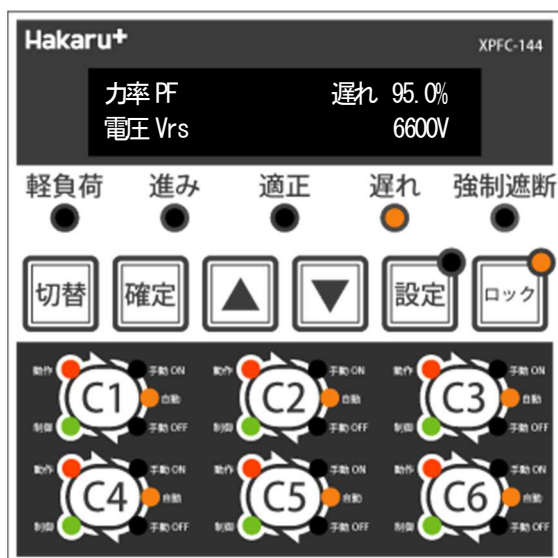 Hakaru+
XPFC-144
力率 PF 遅れ 95.0%
電圧 Vrs 6600V
軽負荷 進み 適正 遅れ 強制遮断
切替 確定 ▲ ▼ 設定 ロック
動作 手動 ON 動作 手動 ON 動作 手動 ON
C1 自動 C2 自動 C3 自動
制御 手動 OFF 制御 手動 OFF 制御 手動 OFF
動作 手動 ON 動作 手動 ON 動作 手動 ON
C4 自動 C5 自動 C6 自動
制御 手動 OFF 制御 手動 OFF 制御 手動 OFF